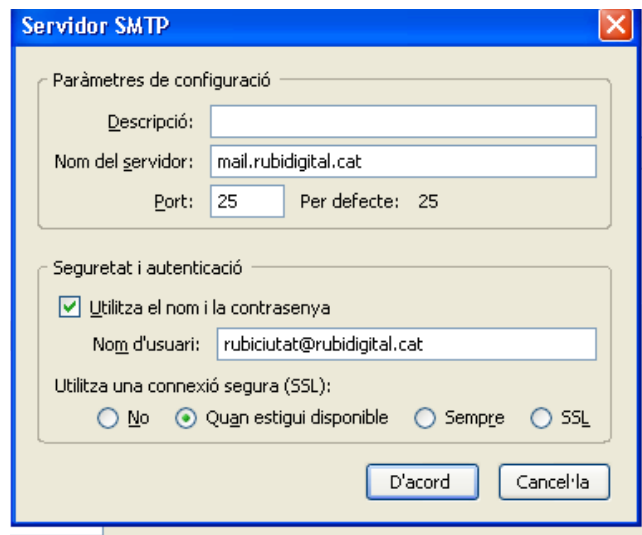 Servidor SMTP
Paràmetres de configuració
Descripció:
Nom del servidor: mail.rubidigital.cat
Port: 25 Per defecte: 25
Seguretat i autenticació
Utilitza el nom i la contrasenya
Nom d'usuari: rubiciutat@rubidigital.cat
Utilitza una connexió segura (SSL):
No Quan estigui disponible Sempre SSL
D'acord Cancel·la